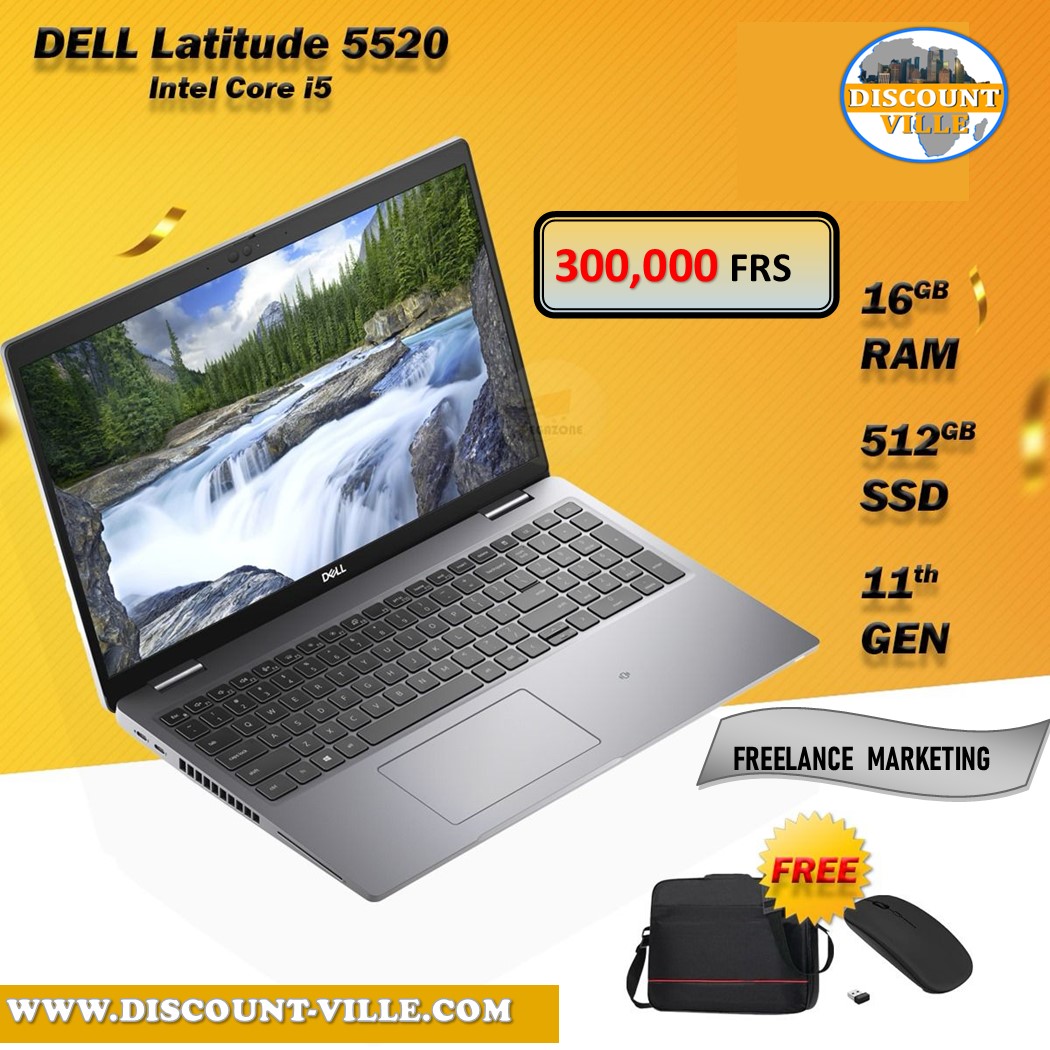 DELL Latitude 5520
Intel Core i5
DISCOUNT
VILLE
300,000 FRS
16GB
RAM
512GB
SSD
11th
GEN
DELL
FREELANCE MARKETING
FREE
WWW.DISCOUNT-VILLE.COM